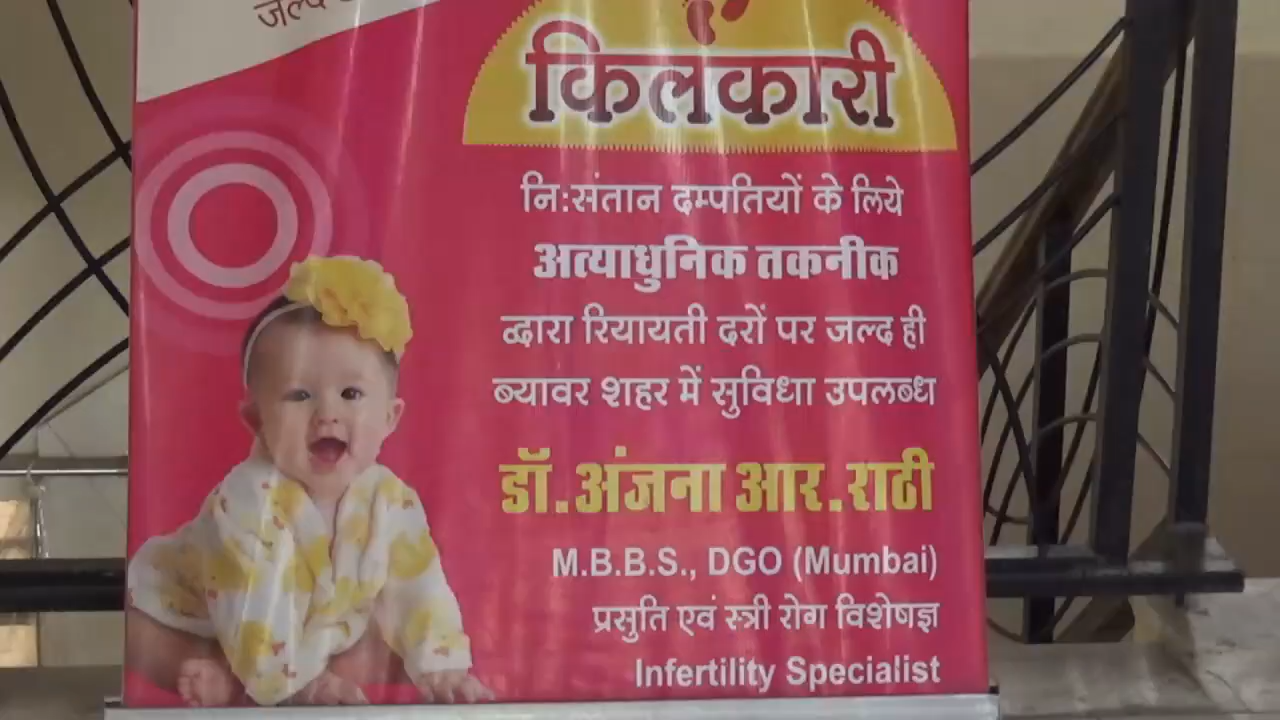 जल्द
किलकारी
नि:संतान दम्पतियों के लिये
अत्याधुनिक तकनीक
द्वारा रियायती दरों पर जल्द ही
ब्यावर शहर में सुविधा उपलब्ध
डॉ.अंजना आर.राठी
M.B.B.S., DGO (Mumbai)
प्रसुति एवं स्त्री रोग विशेषज्ञ
Infertility Specialist